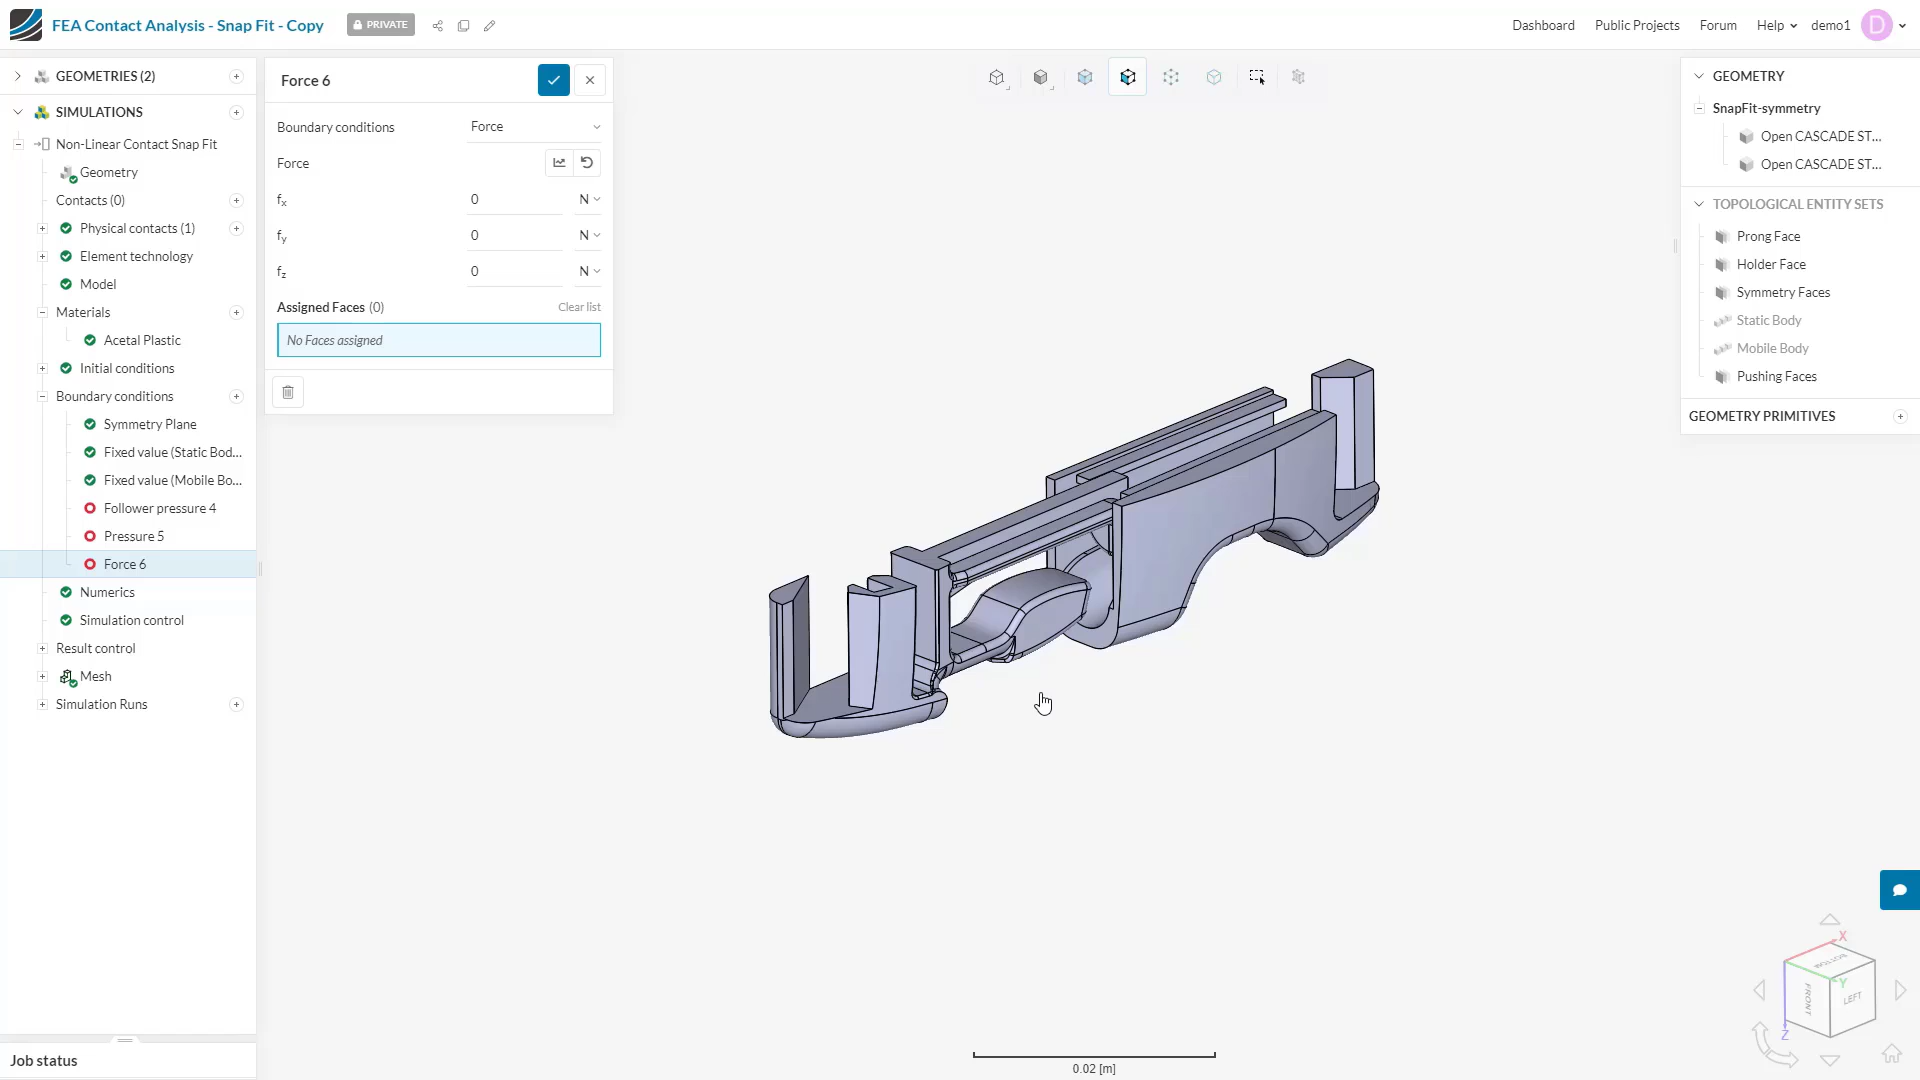 FEA Contact Analysis - Snap Fit - Copy
PRIVATE
Dashboard
Public Projects
Forum
Help
demo1
D
GEOMETRIES (2)
SIMULATIONS
Non-Linear Contact Snap Fit
Geometry
Contacts (0)
Physical contacts (1)
Element technology
Model
Materials
Acetal Plastic
Initial conditions
Boundary conditions
Symmetry Plane
Fixed value (Static Bod...
Fixed value (Mobile Bo...
Follower pressure 4
Pressure 5
Force 6
Numerics
Simulation control
Result control
Mesh
Simulation Runs
Job status
Force 6
Boundary conditions
Force
Force
fx
0
N
fy
0
N
fz
0
N
Assigned Faces (0)
Clear list
No Faces assigned
GEOMETRY
SnapFit-symmetry
Open CASCADE ST...
Open CASCADE ST...
TOPOLOGICAL ENTITY SETS
Prong Face
Holder Face
Symmetry Faces
Static Body
Mobile Body
Pushing Faces
GEOMETRY PRIMITIVES
0.02 [m]
X
BOTTOM
Y
FRONT
LEFT
Z